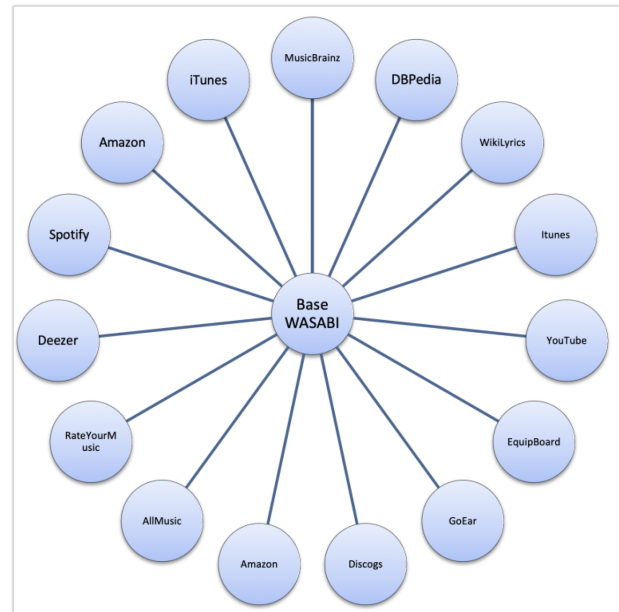 MusicBrainz
DBPedia
WikiLyrics
Itunes
YouTube
EquipBoard
GoEar
Discogs
Amazon
AllMusic
RateYourM
usic
Deezer
Spotify
Amazon
iTunes
Base
WASABI